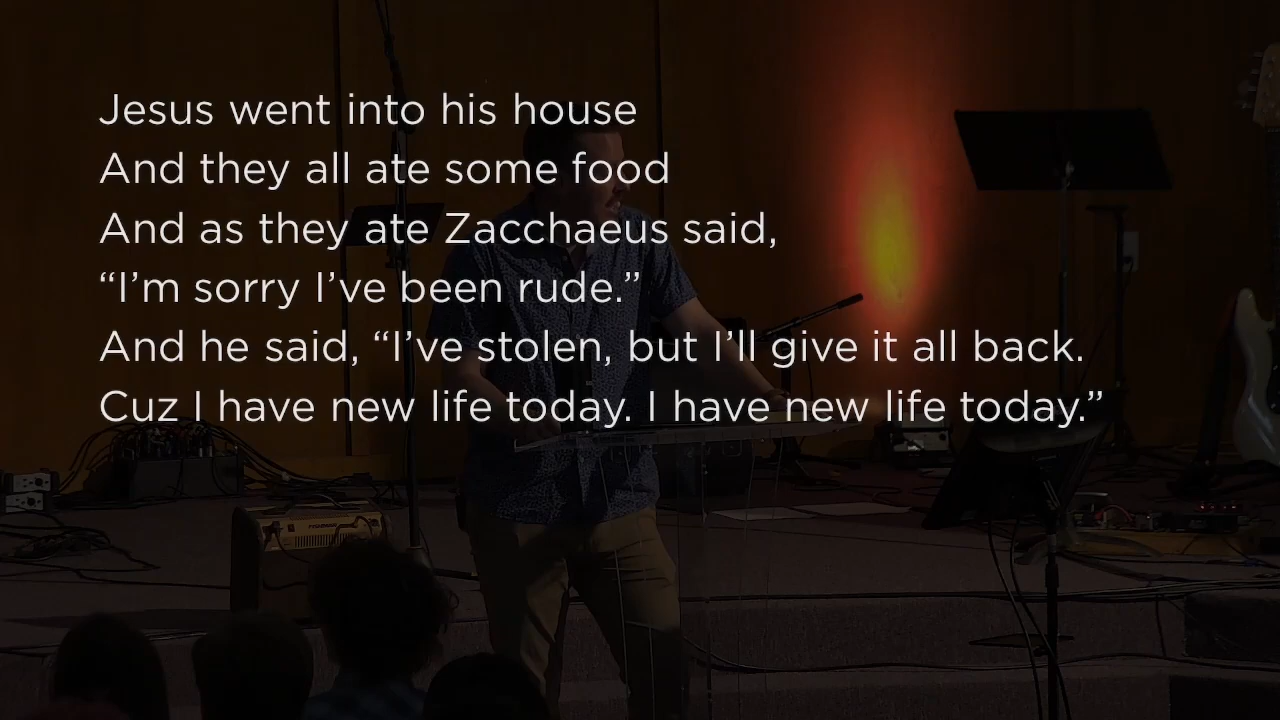 Jesus went into his house
And they all ate some food
And as they ate Zacchaeus said,
“I’m sorry I’ve been rude.”
And he said, “I’ve stolen, but I’ll give it all back.
Cuz I have new life today. I have new life today.”